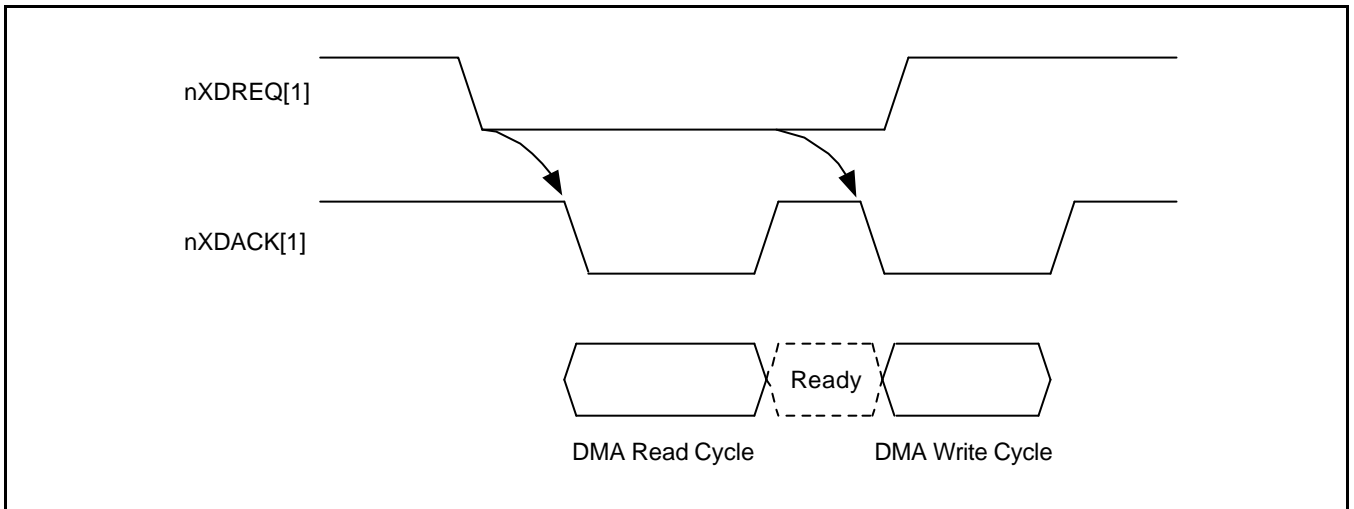 nXDREQ[1]
nXDACK[1]
Ready
DMA Read Cycle
DMA Write Cycle